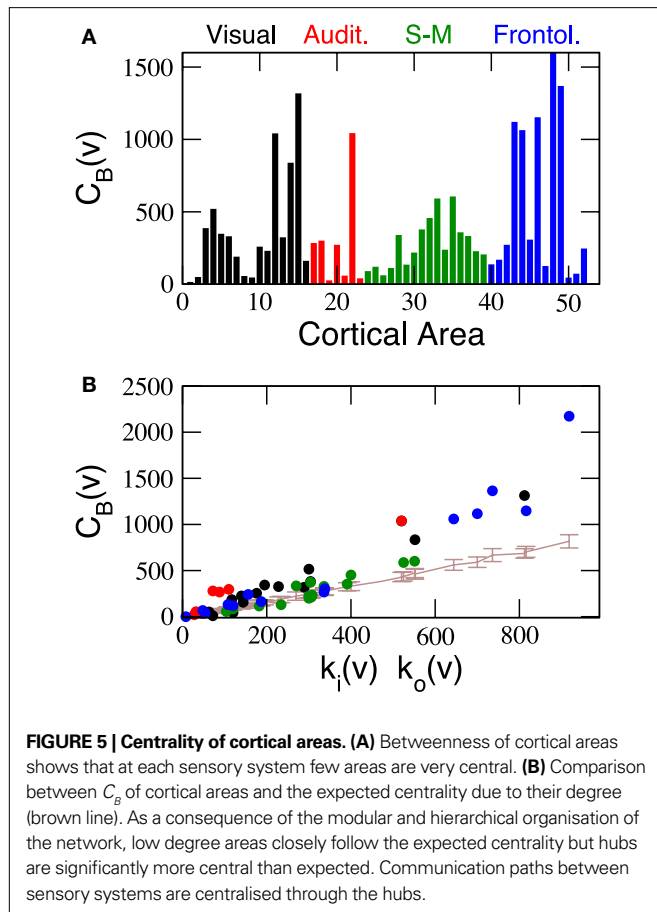 Visual Audit. S-M Frontol.
A
1500
1000
500
0
C_B(v)
0 10 20 30 40 50
Cortical Area
B
2500
2000
1500
1000
500
0
C_B(v)
0 200 400 600 800
k_i(v) k_o(v)
FIGURE 5 | Centrality of cortical areas. (A) Betweenness of cortical areas
shows that at each sensory system few areas are very central. (B) Comparison
between C_B of cortical areas and the expected centrality due to their degree
(brown line). As a consequence of the modular and hierarchical organisation of
the network, low degree areas closely follow the expected centrality but hubs
are significantly more central than expected. Communication paths between
sensory systems are centralised through the hubs.